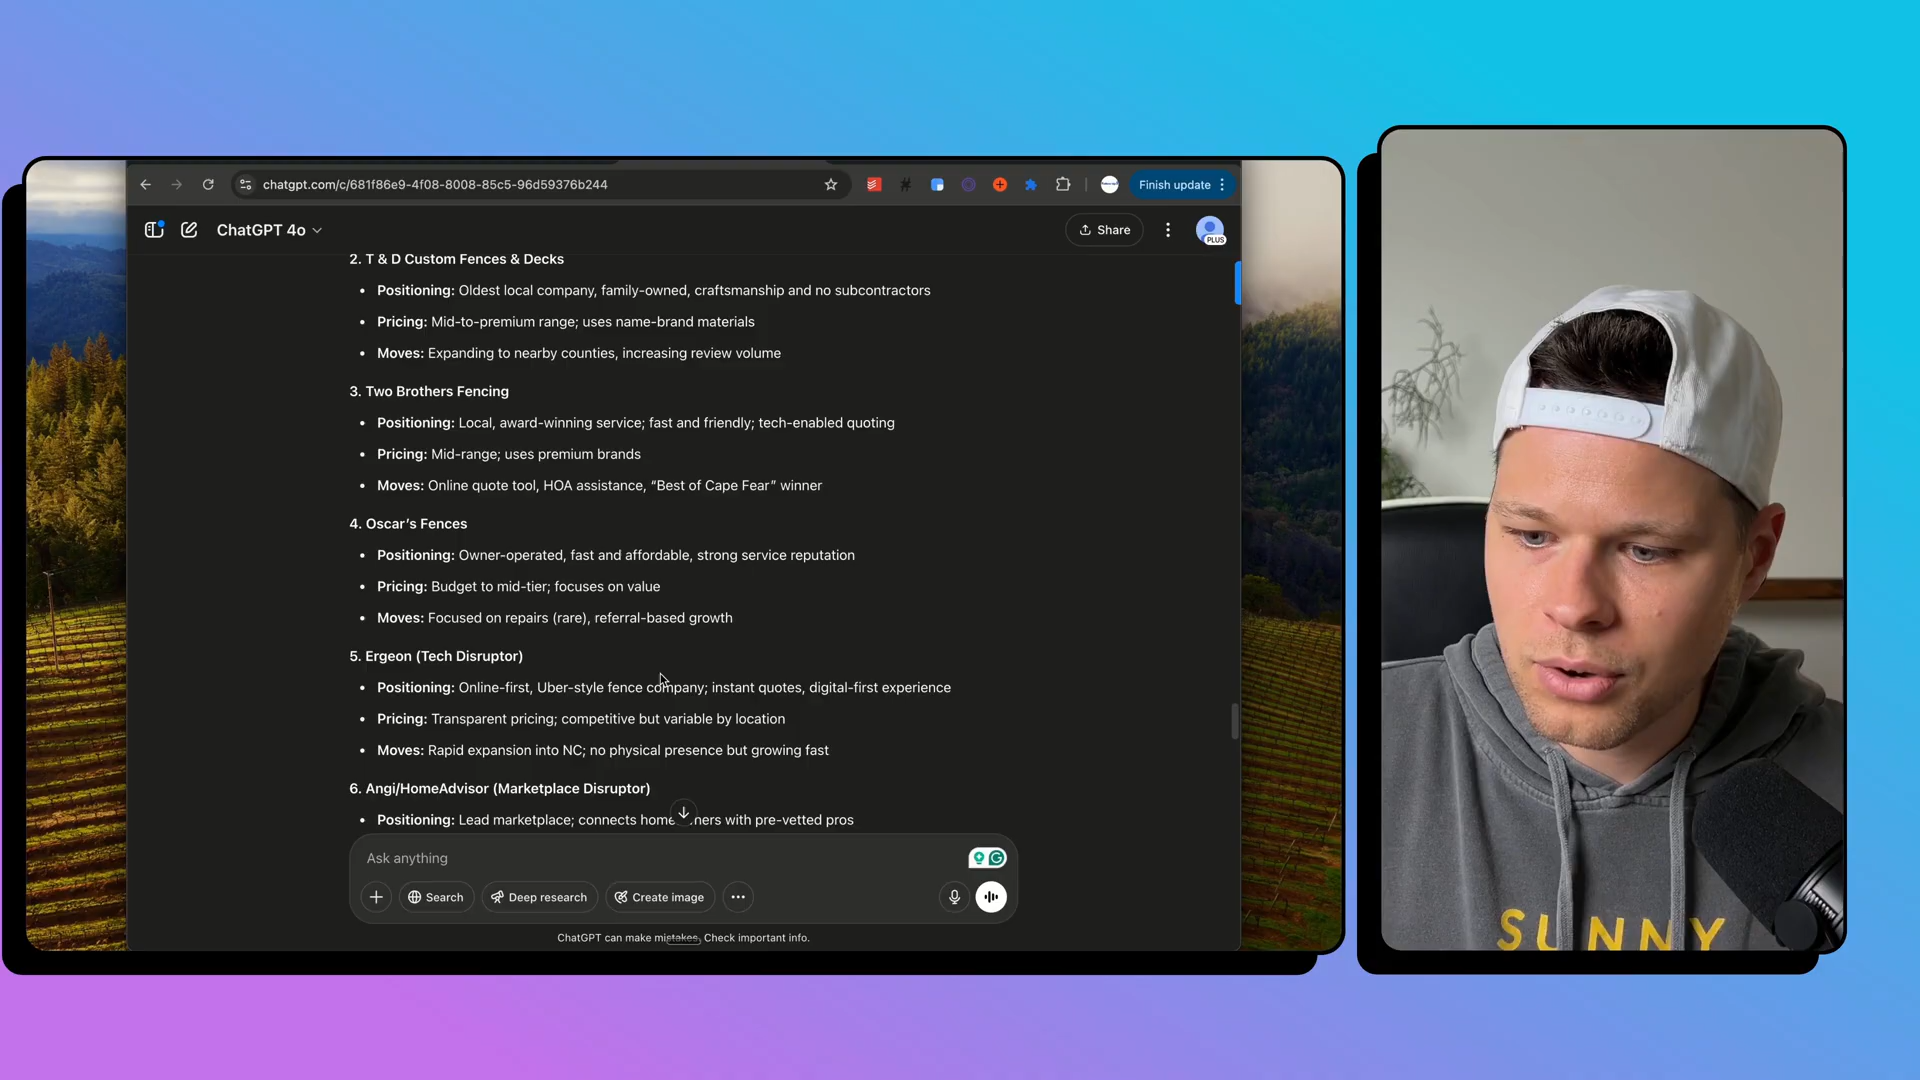 chatgpt.com/c/681f86e9-4f08-8008-85c5-96d59376b244
Finish update
ChatGPT 4o
Share
PLUS
2. T & D Custom Fences & Decks
• Positioning: Oldest local company, family-owned, craftsmanship and no subcontractors
• Pricing: Mid-to-premium range; uses name-brand materials
• Moves: Expanding to nearby counties, increasing review volume
3. Two Brothers Fencing
• Positioning: Local, award-winning service; fast and friendly; tech-enabled quoting
• Pricing: Mid-range; uses premium brands
• Moves: Online quote tool, HOA assistance, “Best of Cape Fear” winner
4. Oscar’s Fences
• Positioning: Owner-operated, fast and affordable, strong service reputation
• Pricing: Budget to mid-tier; focuses on value
• Moves: Focused on repairs (rare), referral-based growth
5. Ergeon (Tech Disruptor)
• Positioning: Online-first, Uber-style fence company; instant quotes, digital-first experience
• Pricing: Transparent pricing; competitive but variable by location
• Moves: Rapid expansion into NC; no physical presence but growing fast
6. Angi/HomeAdvisor (Marketplace Disruptor)
• Positioning: Lead marketplace; connects homeowners with pre-vetted pros
Ask anything
Search
Deep research
Create image
ChatGPT can make mistakes. Check important info.
SUNNY